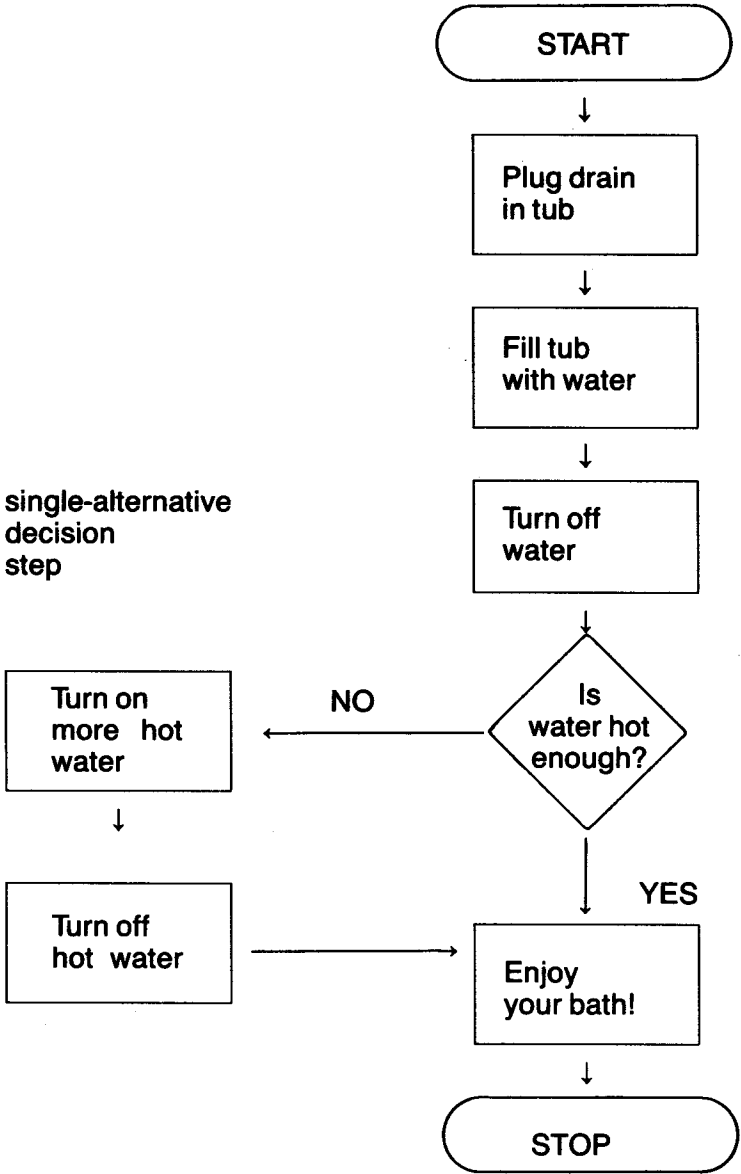 START
Plug drain
in tub
Fill tub
with water
single-alternative
decision
step
Turn off
water
Is
water hot
enough?
NO
Turn on
more hot
water
YES
Turn off
hot water
Enjoy
your bath!
STOP